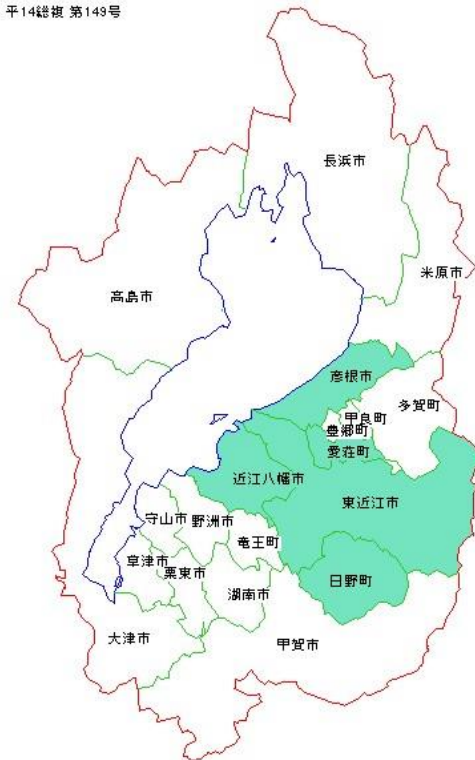 平14総複 第149号
長浜市
米原市
高島市
彦根市
多賀町
甲良町
豊郷町
愛荘町
近江八幡市
東近江市
守山市
野洲市
竜王町
草津市
栗東市
日野町
湖南市
大津市
甲賀市